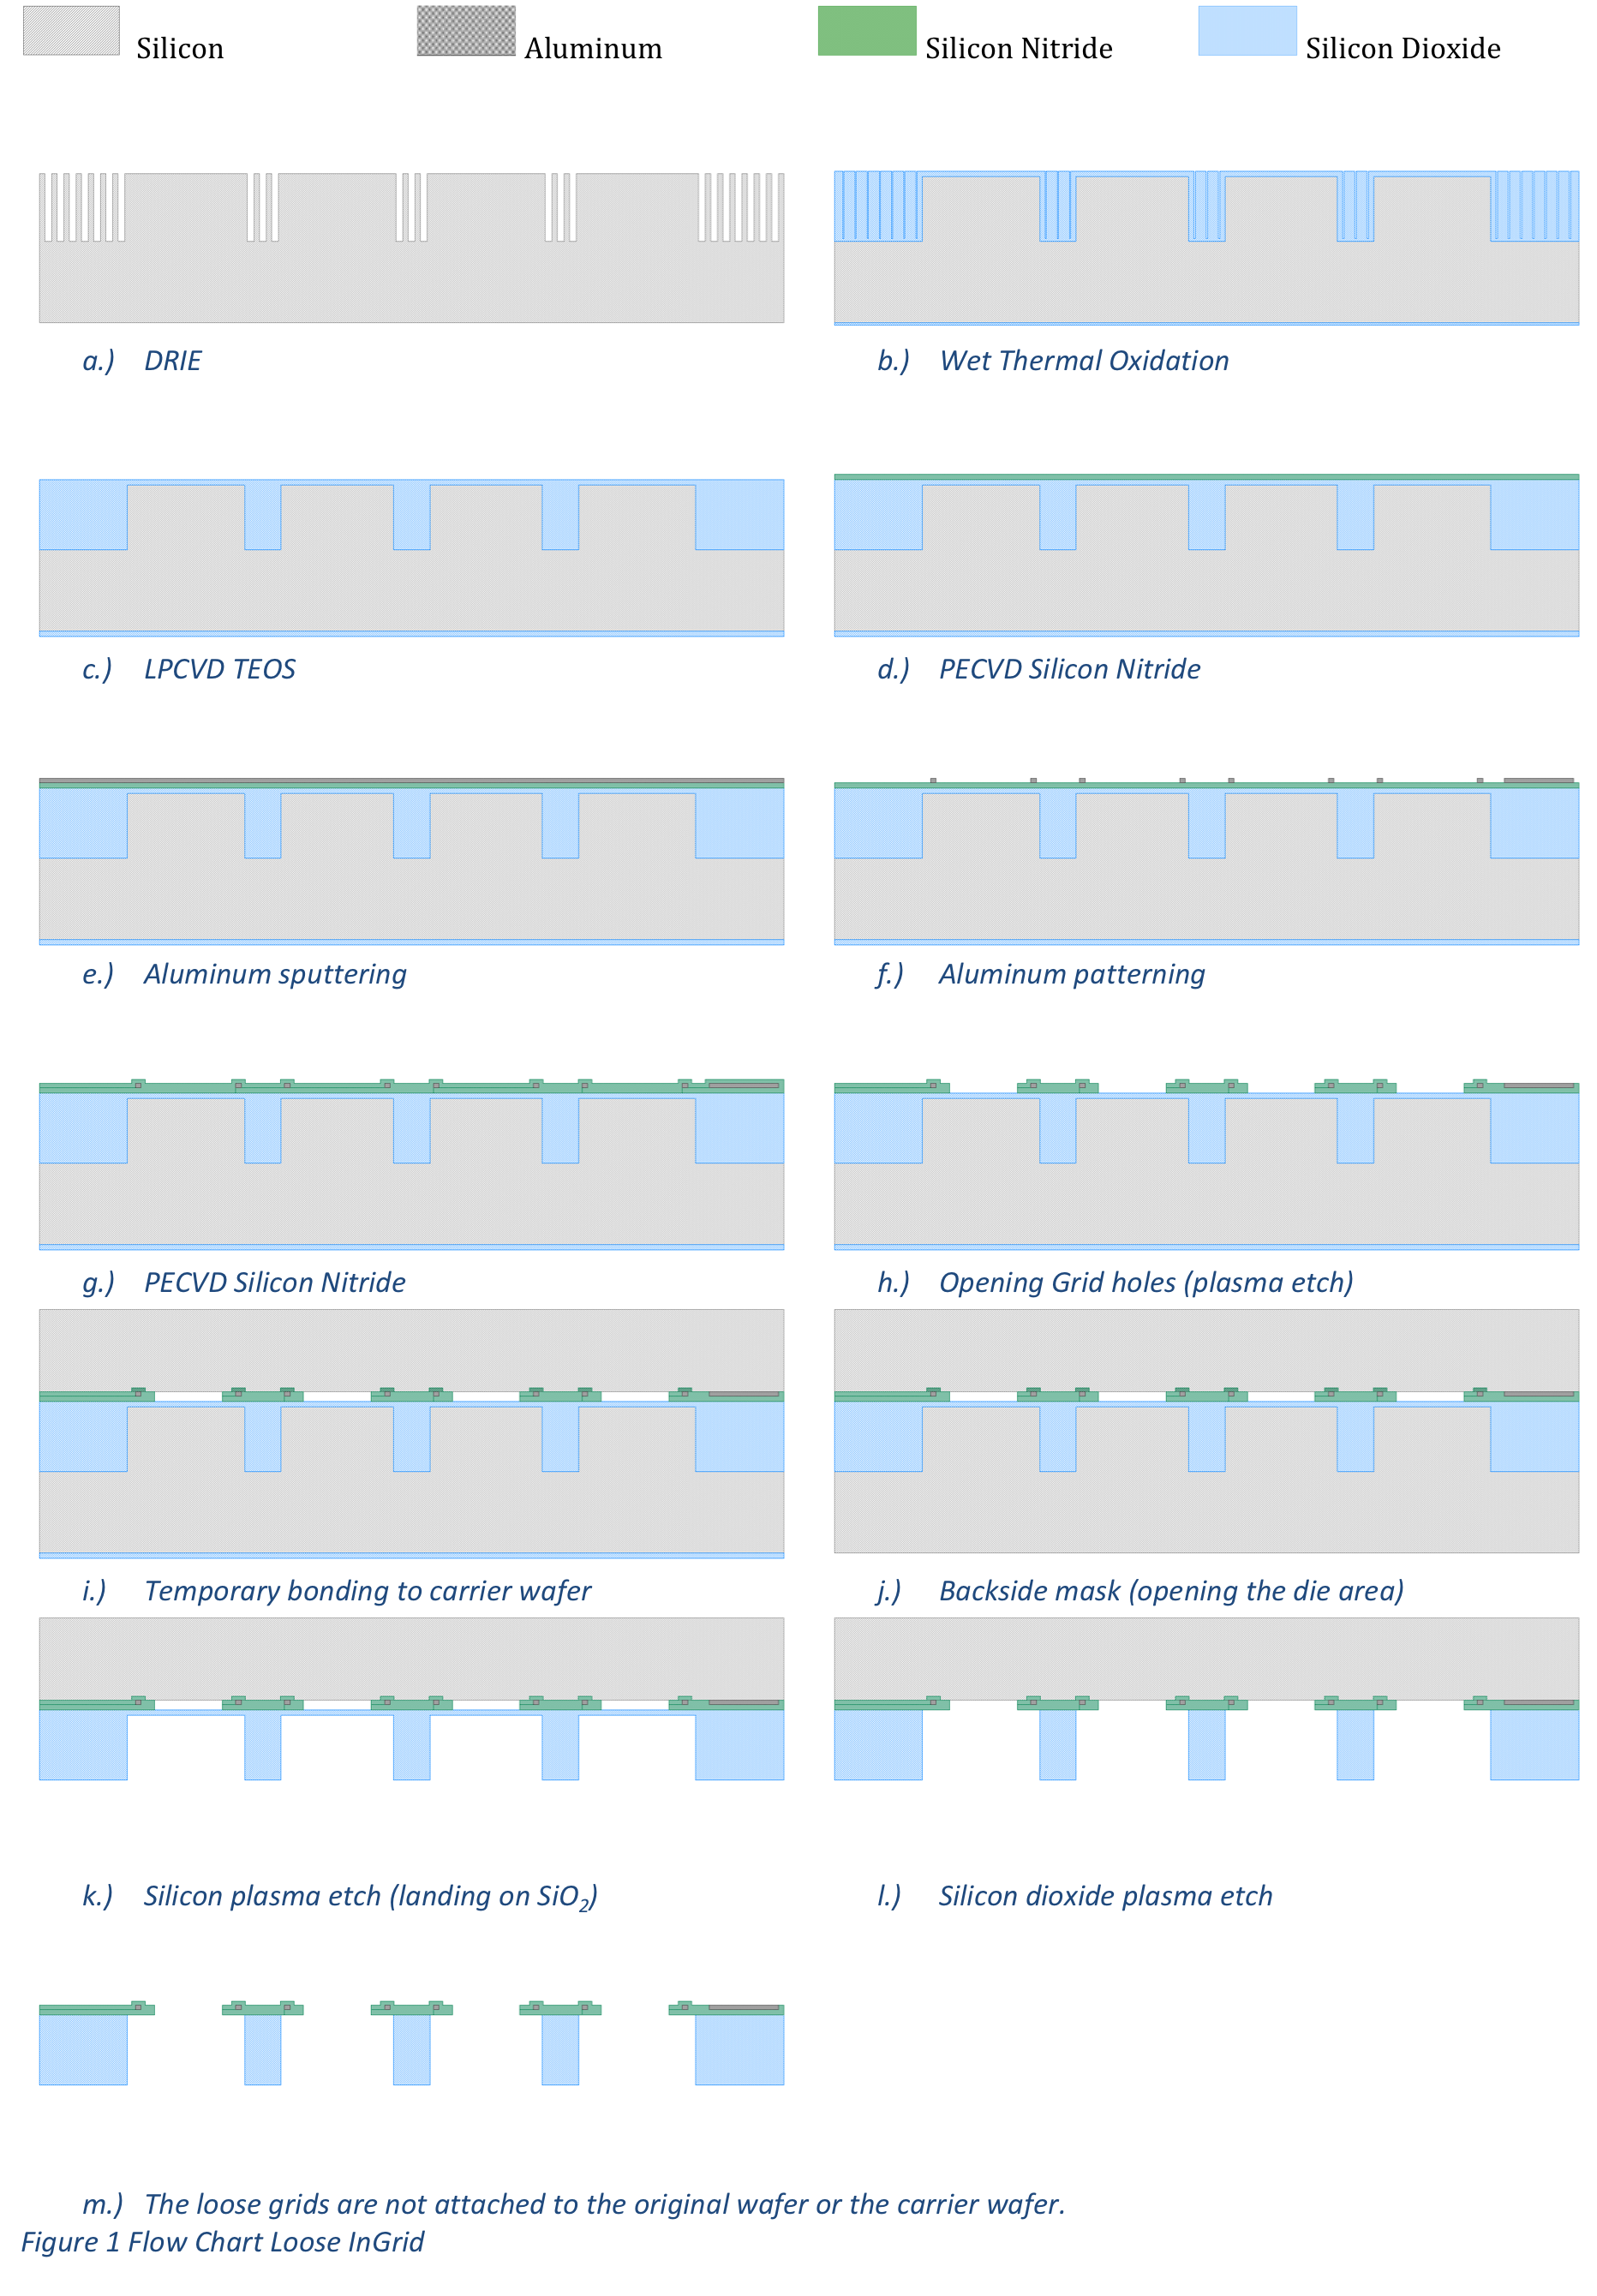 Silicon Aluminum Silicon Nitride Silicon Dioxide
a.) DRIE
b.) Wet Thermal Oxidation
c.) LPCVD TEOS
d.) PECVD Silicon Nitride
e.) Aluminum sputtering
f.) Aluminum patterning
g.) PECVD Silicon Nitride
h.) Opening Grid holes (plasma etch)
i.) Temporary bonding to carrier wafer
j.) Backside mask (opening the die area)
k.) Silicon plasma etch (landing on SiO₂)
l.) Silicon dioxide plasma etch
m.) The loose grids are not attached to the original wafer or the carrier wafer.
Figure 1 Flow Chart Loose InGrid